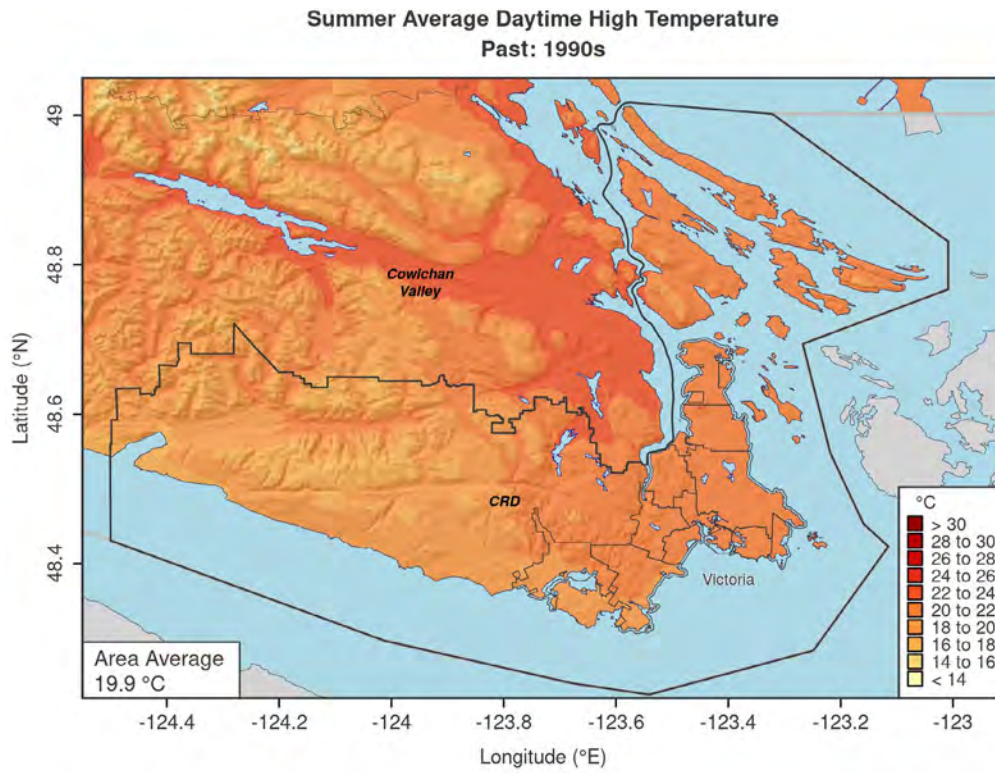 Summer Average Daytime High Temperature
Past: 1990s
49
48.8
48.6
48.4
Latitude (°N)
Cowichan
Valley
CRD
Victoria
°C
> 30
28 to 30
26 to 28
24 to 26
22 to 24
20 to 22
18 to 20
16 to 18
14 to 16
< 14
Area Average
19.9 °C
-124.4
-124.2
-124
-123.8
-123.6
-123.4
-123.2
-123
Longitude (°E)